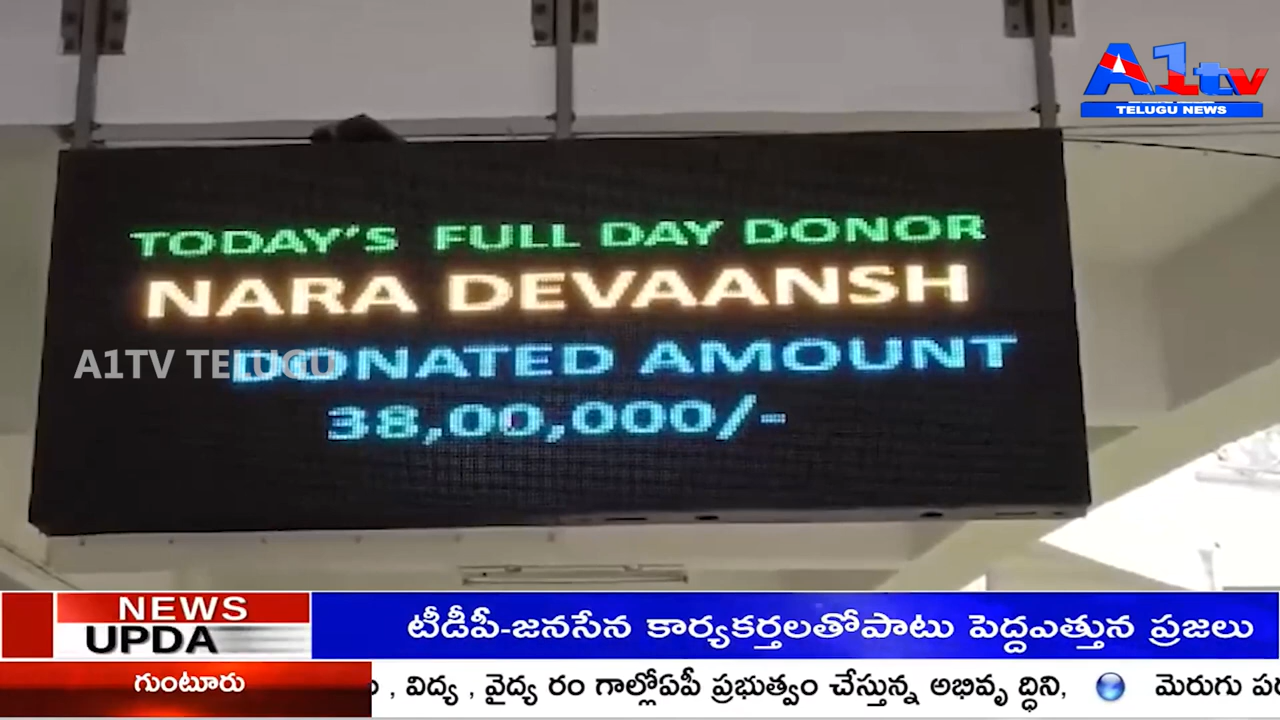 A1tv
TELUGU NEWS
TODAY'S FULL DAY DONOR
NARA DEVAANSH
DONATED AMOUNT
A1TV TELUGU
38,00,000/-
NEWS
UPDA
టీడీపీ-జనసేన కార్యకర్తలతోపాటు పెద్దఎత్తున ప్రజలు
గుంటూరు
, విద్య , వైద్య రం గాల్లోఏపీ ప్రభుత్వం చేస్తున్న అభివృ ద్ధిని, మెరుగు